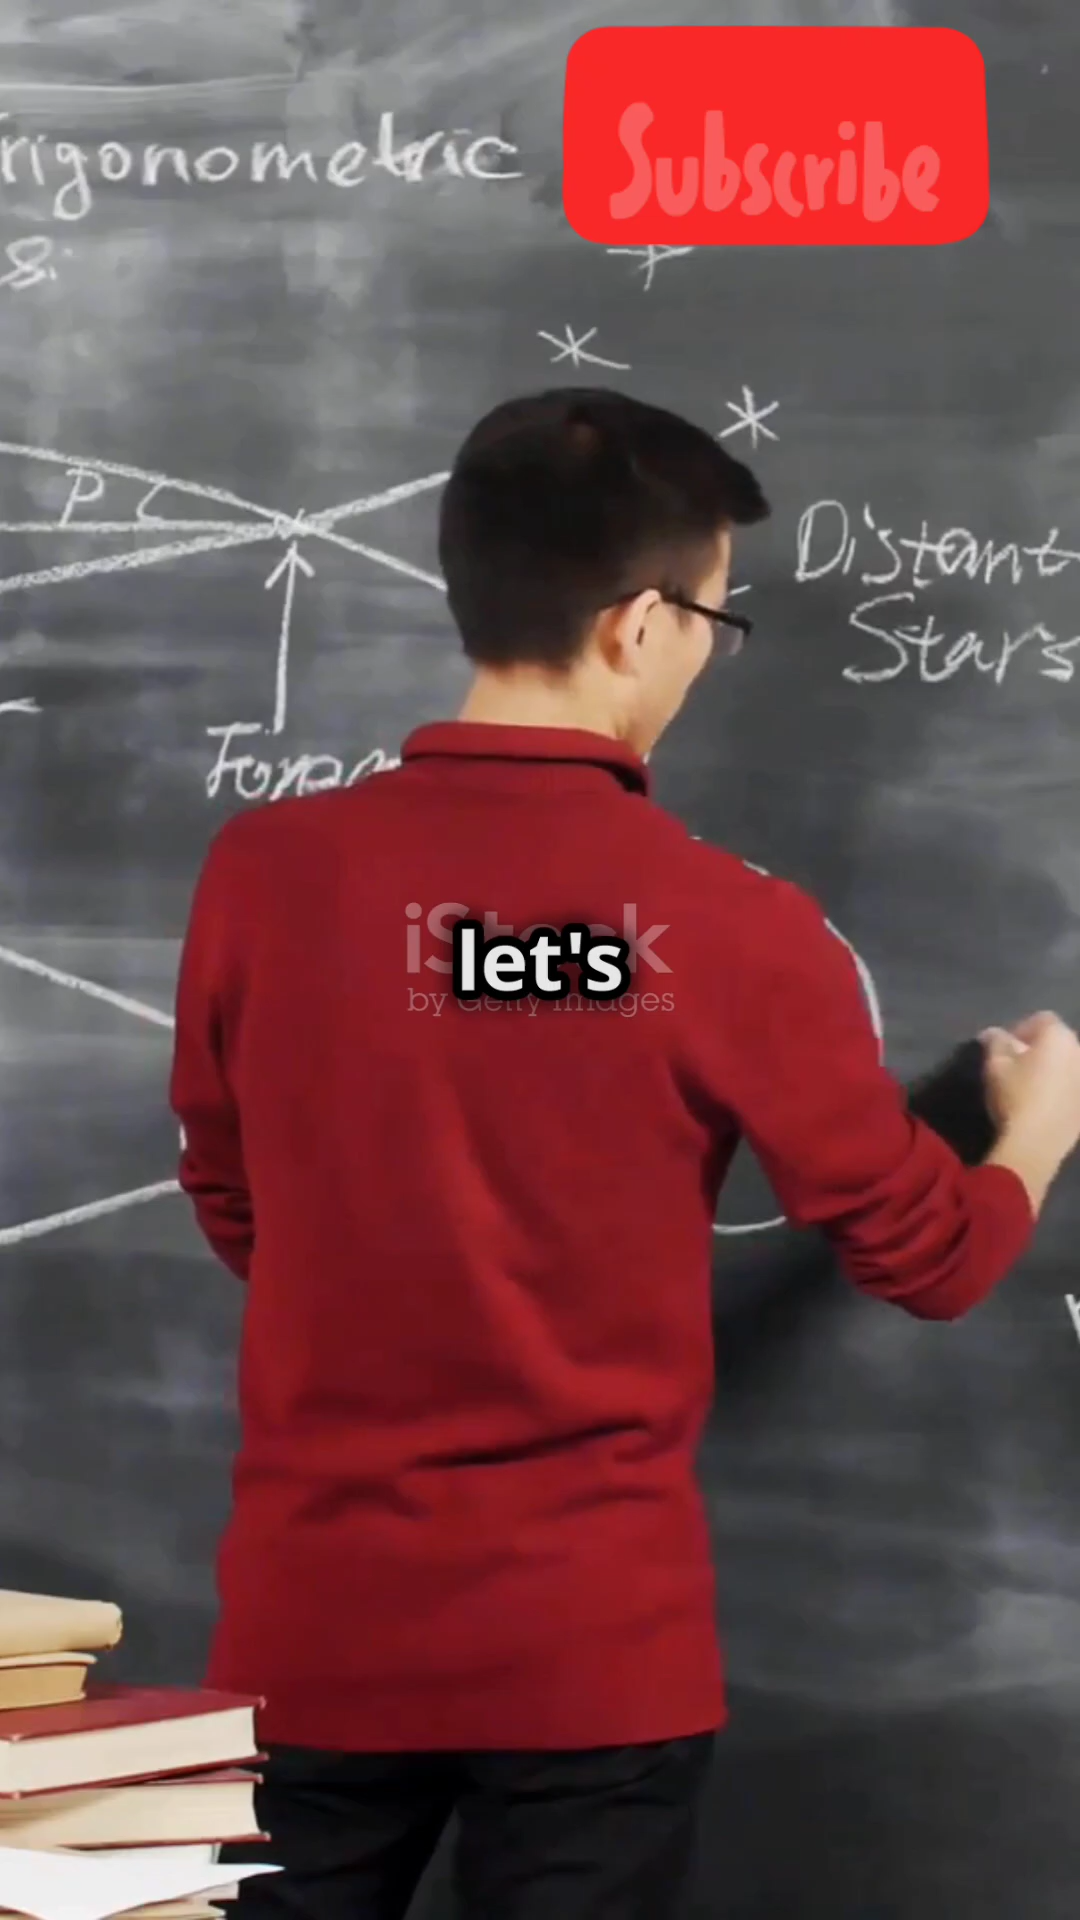 Subscribe
rigonometric
P
Distant
Stars
iStock
by Getty Images
let's